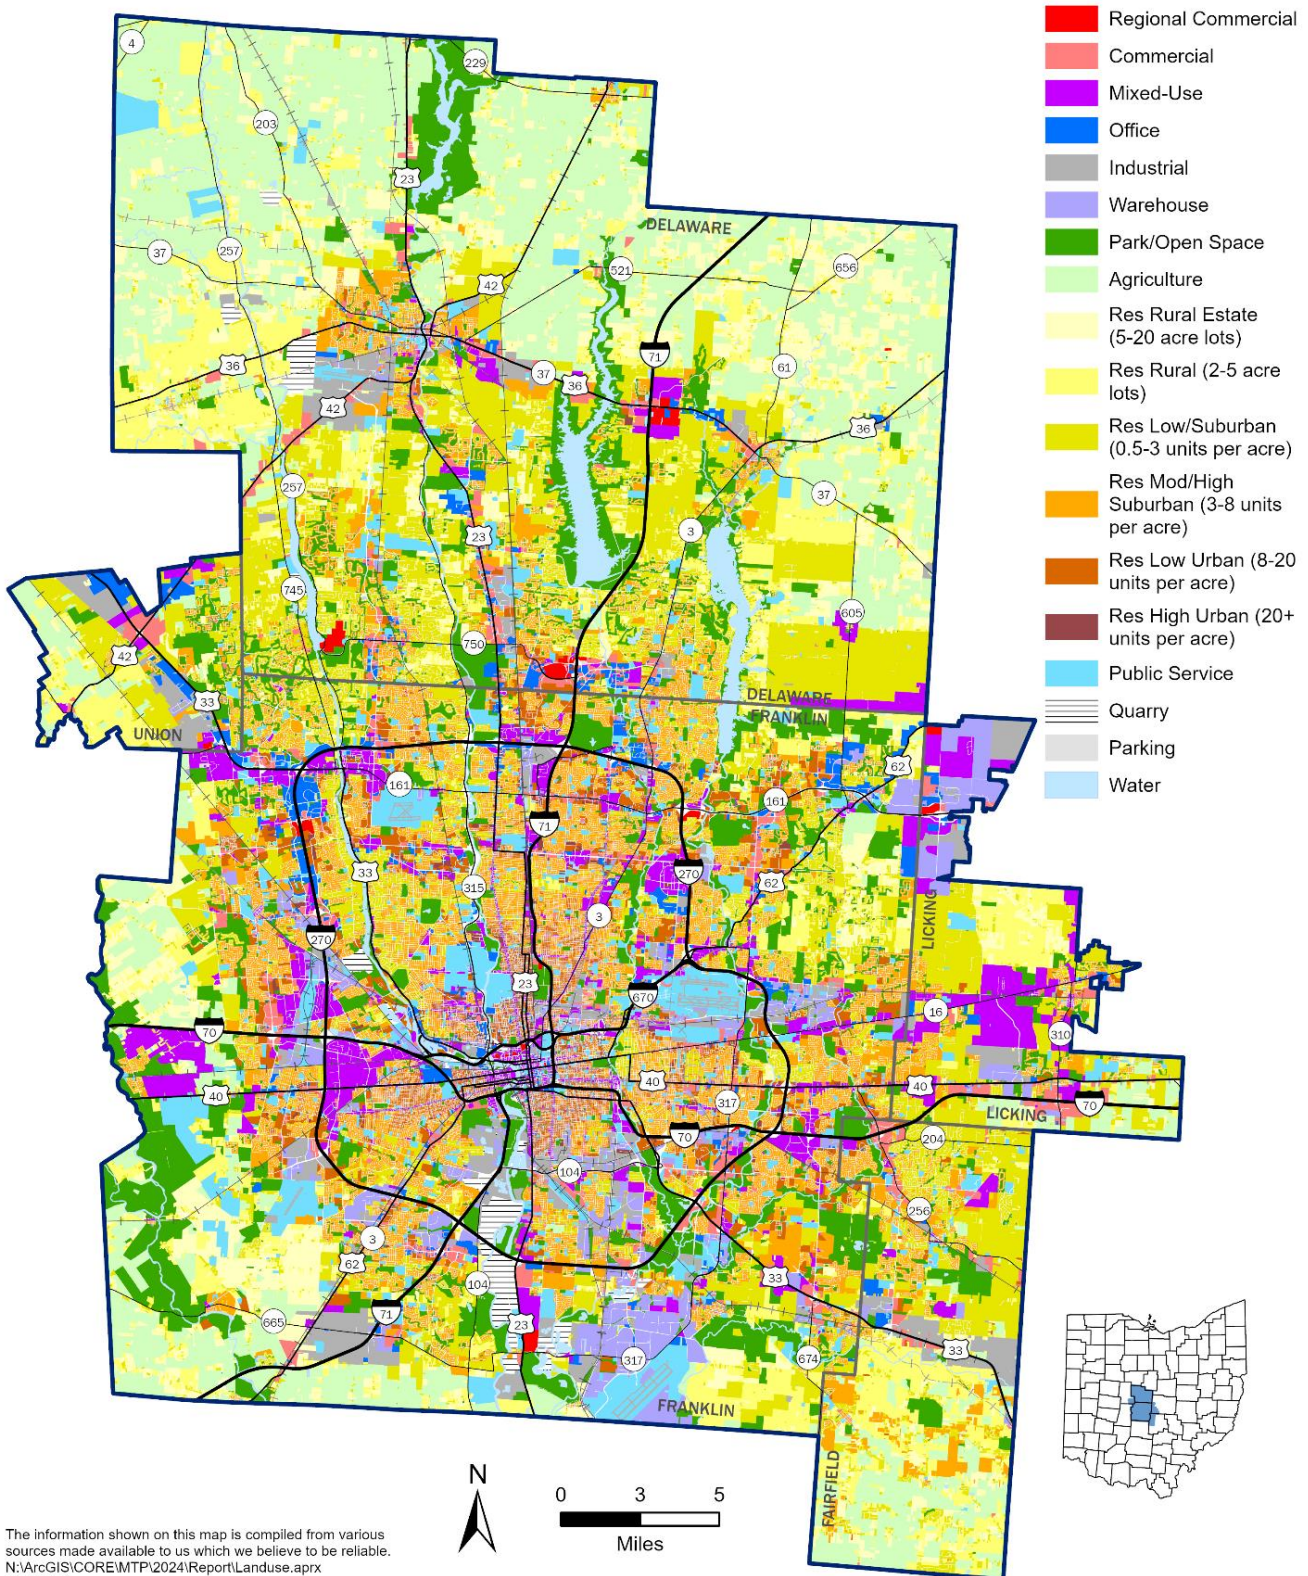 Regional Commercial
Commercial
Mixed-Use
Office
Industrial
Warehouse
Park/Open Space
Agriculture
Res Rural Estate
(5-20 acre lots)
Res Rural (2-5 acre
lots)
Res Low/Suburban
(0.5-3 units per acre)
Res Mod/High
Suburban (3-8 units
per acre)
Res Low Urban (8-20
units per acre)
Res High Urban (20+
units per acre)
Public Service
Quarry
Parking
Water
4
229
203
23
DELAWARE
37
257
521
656
42
71
36
37
36
61
42
36
257
37
23
3
745
605
750
42
33
DELAWARE
FRANKLIN
UNION
62
161
161
71
33
270
62
315
3
LICKING
270
23
670
16
310
70
40
40
317
40
70
LICKING
70
204
104
256
3
62
33
104
71
23
665
317
674
33
FRANKLIN
FAIRFIELD
N
0 3 5
Miles
The information shown on this map is compiled from various
sources made available to us which we believe to be reliable.
N:\ArcGIS\CORE\MTP\2024\Report\Landuse.aprx